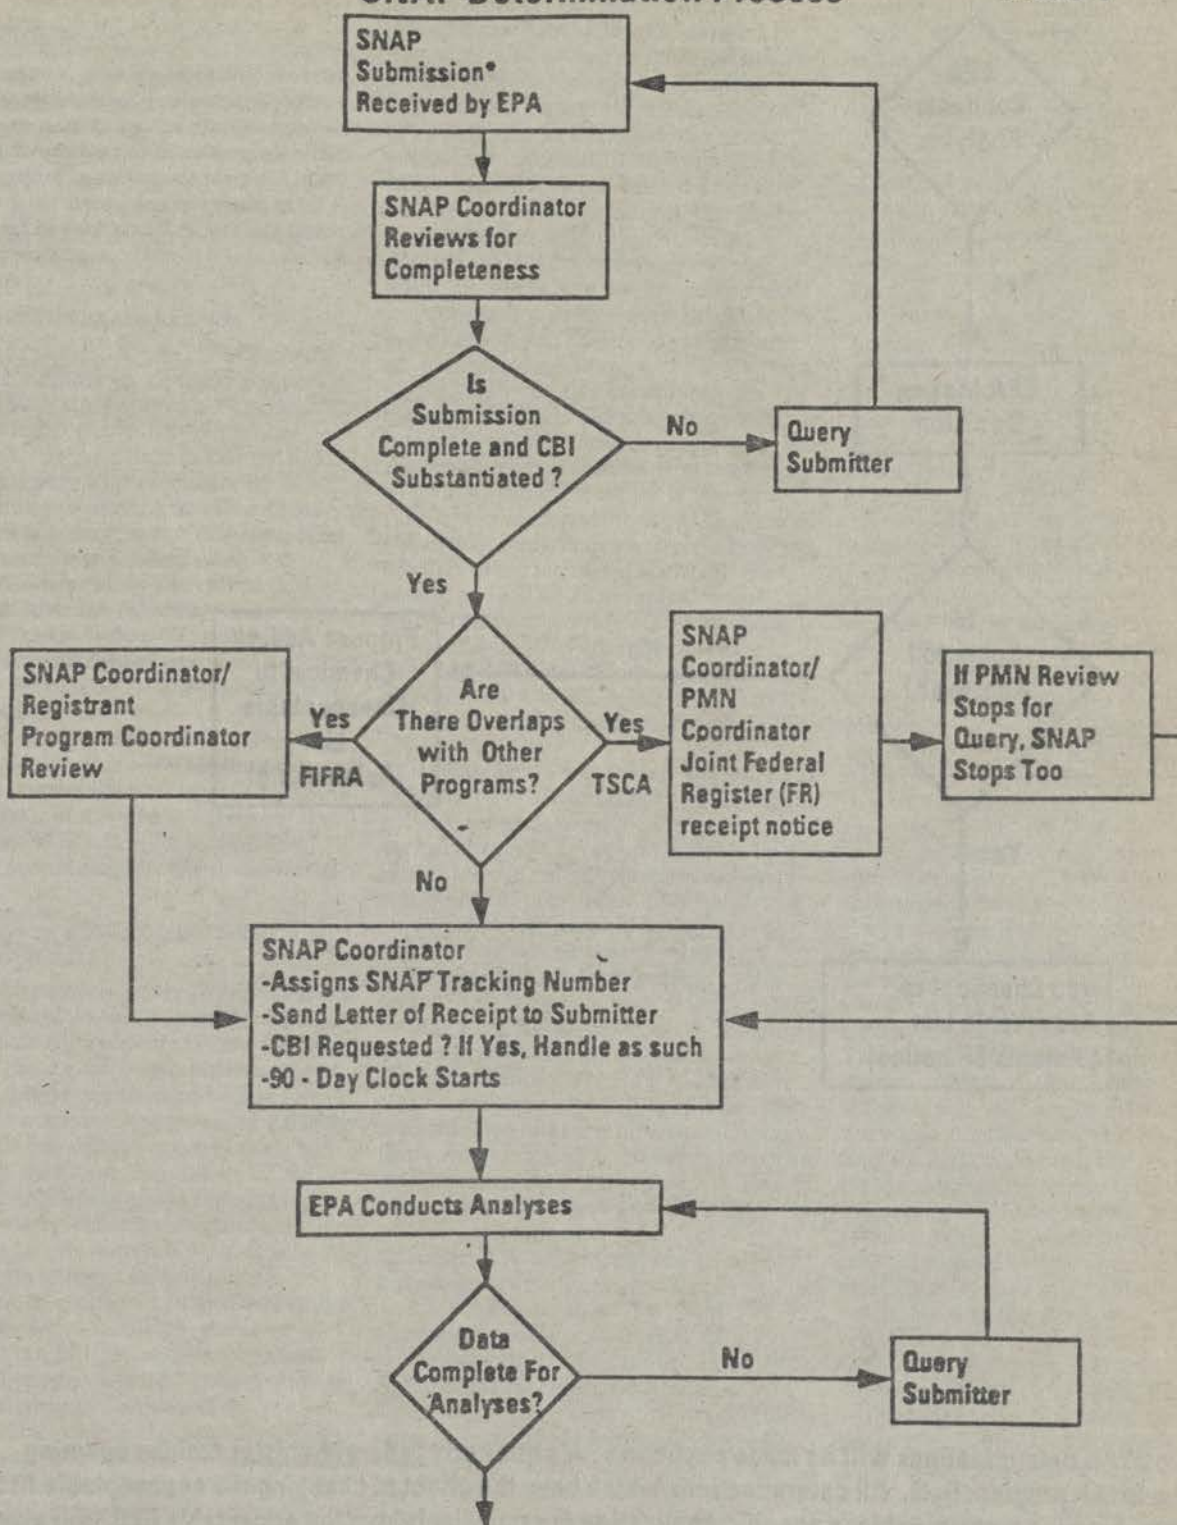 SNAP Determination Process
SNAP
Submission*
Received by EPA
SNAP Coordinator
Reviews for
Completeness
Is
Submission
Complete and CBI
Substantiated ?
No
Query
Submitter
Yes
SNAP Coordinator/
Registrant
Program Coordinator
Review
Yes
FIFRA
Are
There Overlaps
with Other
Programs?
Yes
TSCA
SNAP
Coordinator/
PMN
Coordinator
Joint Federal
Register (FR)
receipt notice
If PMN Review
Stops for
Query, SNAP
Stops Too
No
SNAP Coordinator
-Assigns SNAP Tracking Number
-Send Letter of Receipt to Submitter
-CBI Requested ? If Yes, Handle as such
-90 - Day Clock Starts
EPA Conducts Analyses
Data
Complete For
Analyses?
No
Query
Submitter